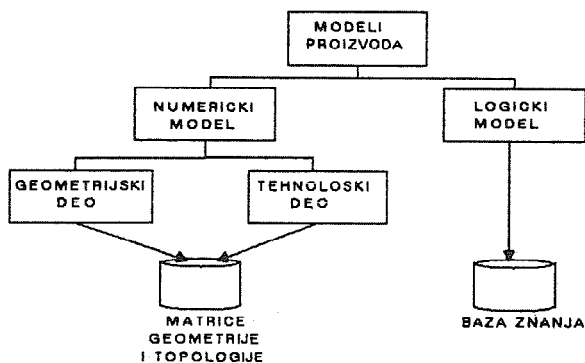 MODELI
PROIZVODA
NUMERICKI
MODEL
LOGICKI
MODEL
GEOMETRIJSKI
DEO
TEHNOLOSKI
DEO
MATRICE
GEOMETRIJE
I TOPOLOGIJE
BAZA ZNANJA